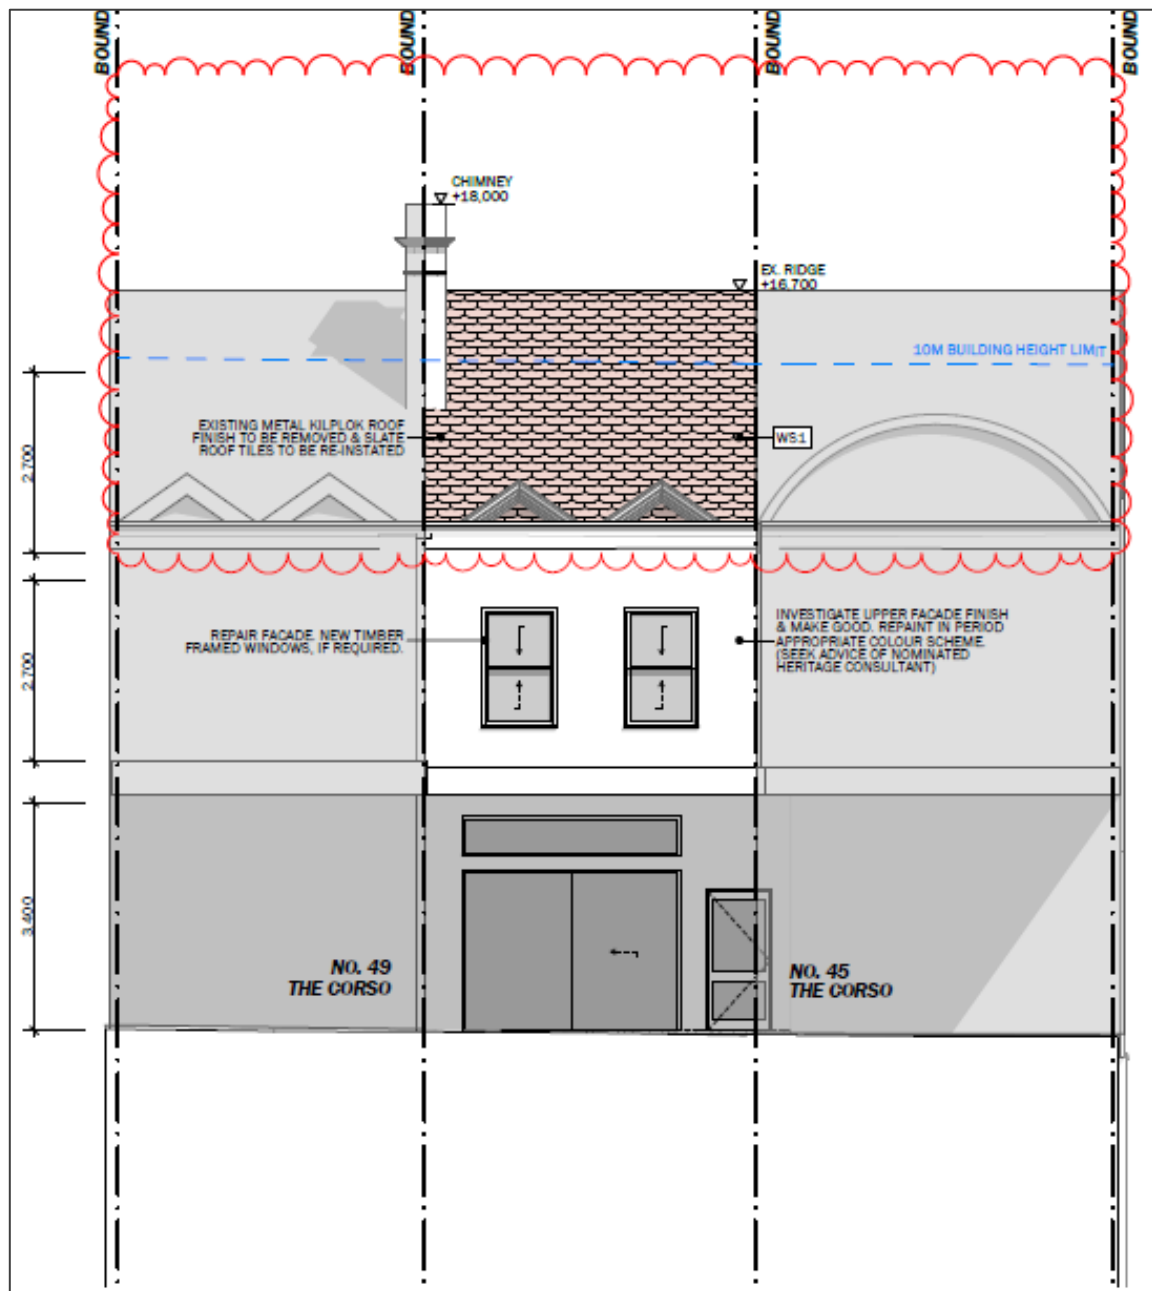 BOUND
BOUND
BOUND
BOUND
CHIMNEY
+18,000
EX. RIDGE
+16.700
10M BUILDING HEIGHT LIMIT
EXISTING METAL KILPLOK ROOF
FINISH TO BE REMOVED & SLATE
ROOF TILES TO BE RE-INSTATED
WS1
2.700
REPAIR FACADE. NEW TIMBER
FRAMED WINDOWS, IF REQUIRED.
INVESTIGATE UPPER FACADE FINISH
& MAKE GOOD. REPAINT IN PERIOD
APPROPRIATE COLOUR SCHEME.
(SEEK ADVICE OF NOMINATED
HERITAGE CONSULTANT)
2.700
3.400
NO. 49
THE CORSO
NO. 45
THE CORSO